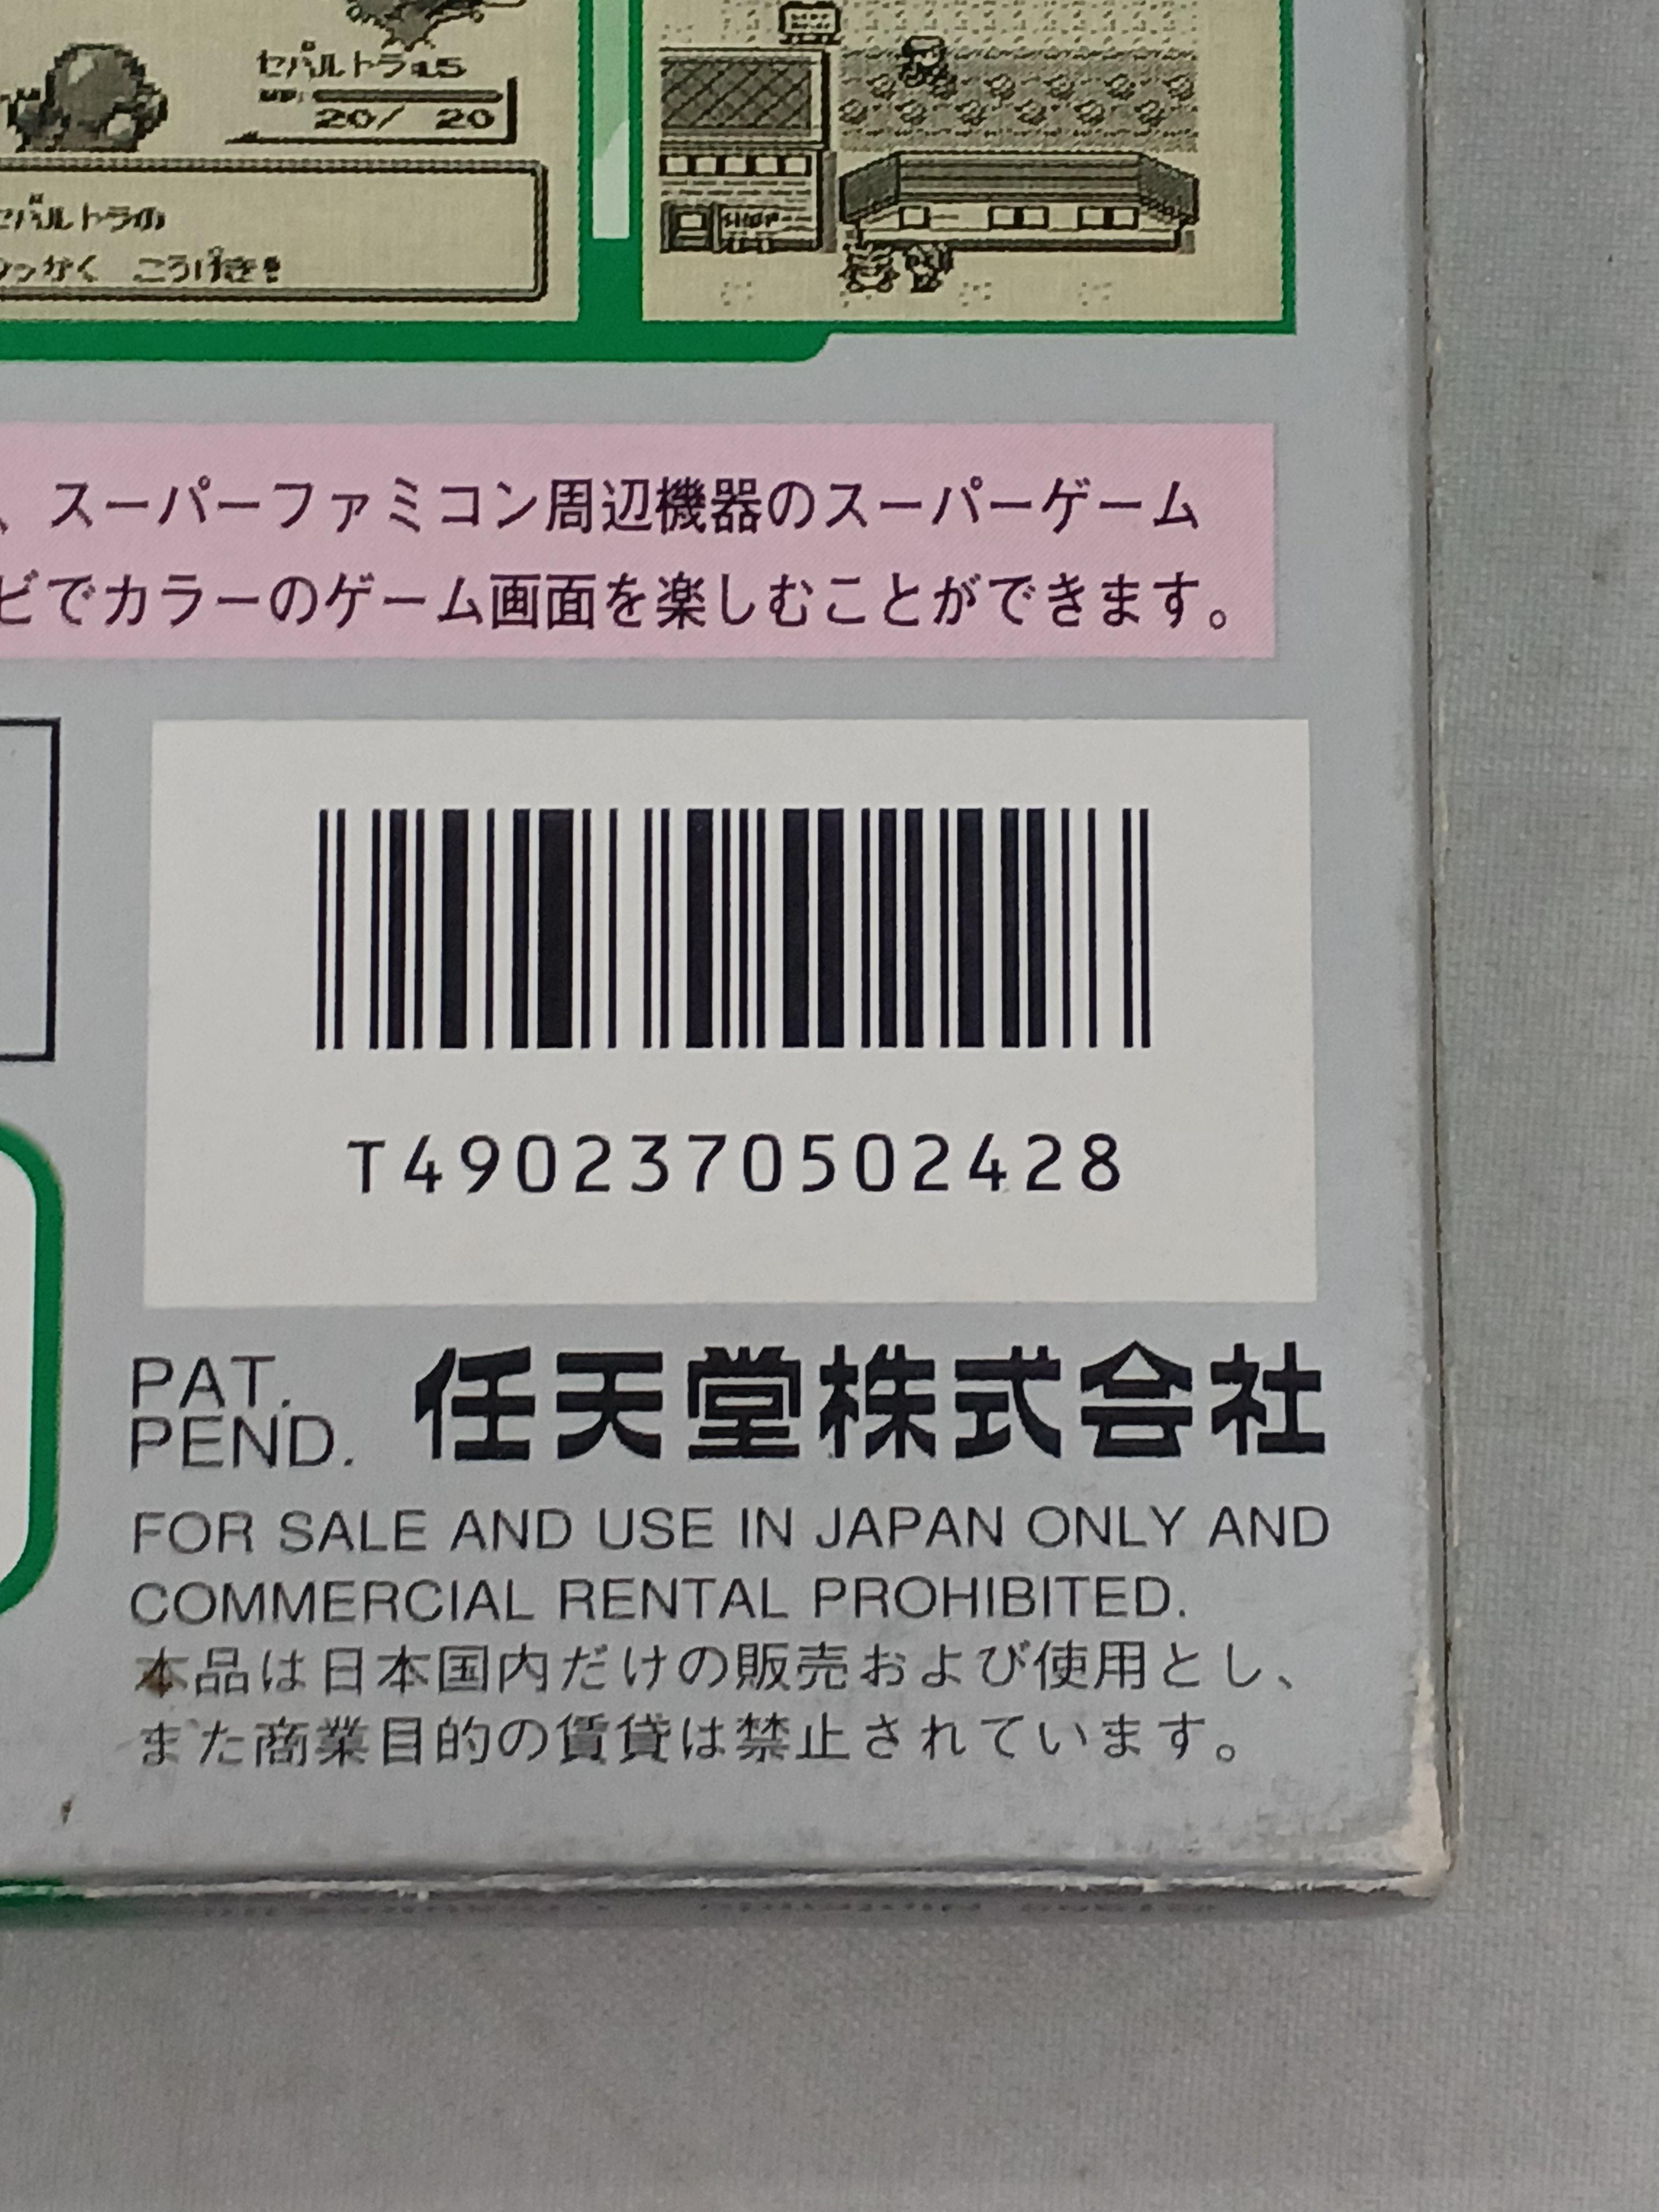 セパルトラ:L5
HP:
20/ 20
セパルトラの
こうげき!
SHOP
、スーパーファミコン周辺機器のスーパーゲーム
ビでカラーのゲーム画面を楽しむことができます。
T4902370502428
PAT.
PEND.
任天堂株式会社
FOR SALE AND USE IN JAPAN ONLY AND
COMMERCIAL RENTAL PROHIBITED.
本品は日本国内だけの販売および使用とし、
また商業目的の賃貸は禁止されています。